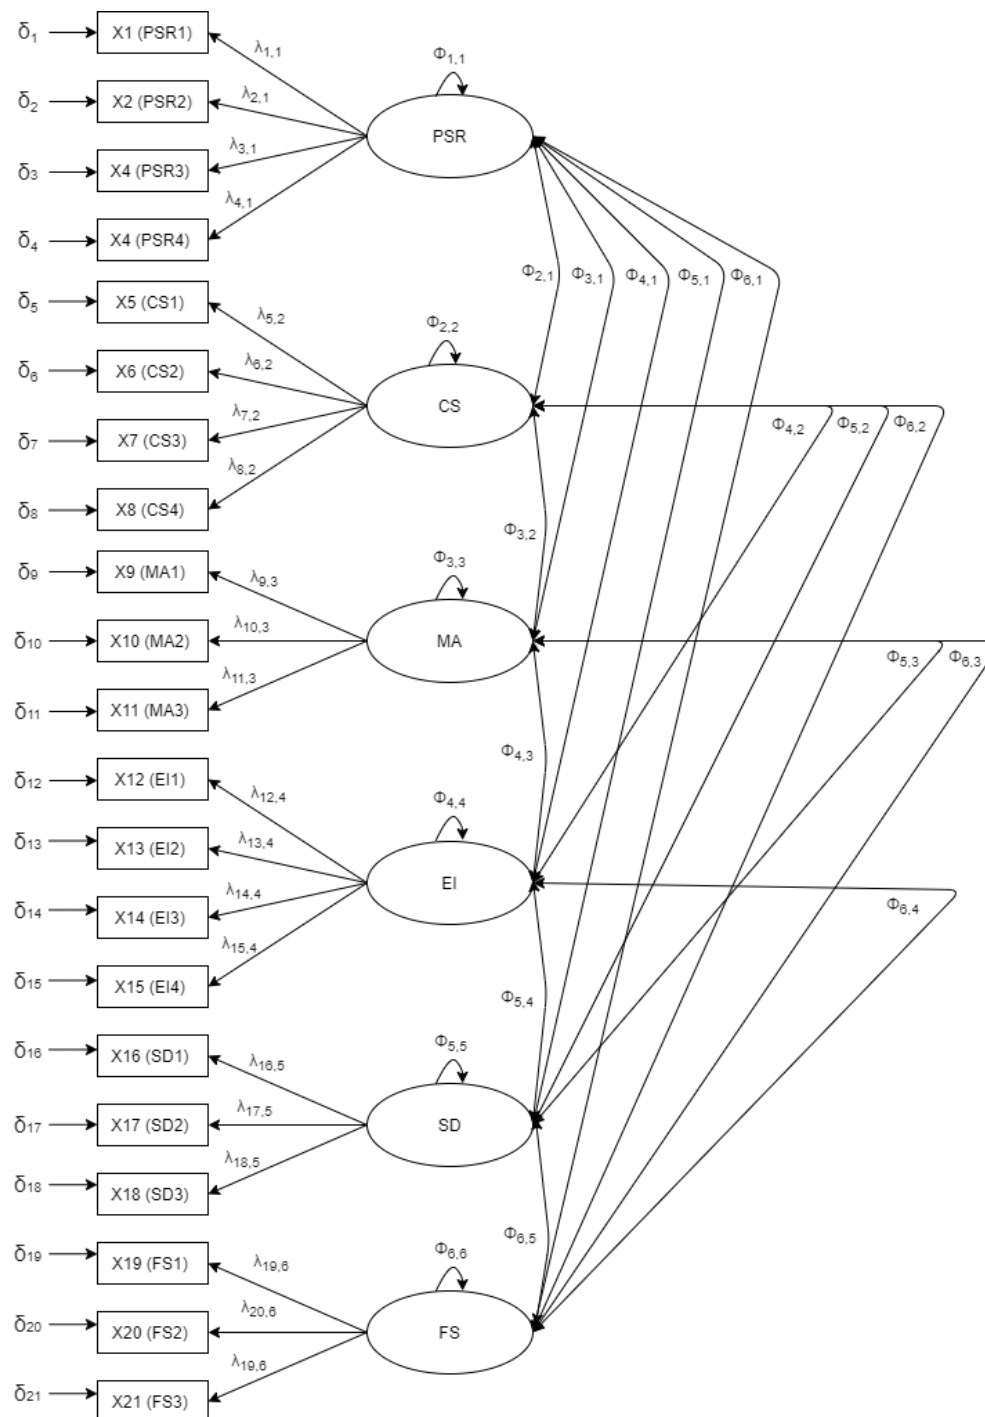 δ1 X1 (PSR1) λ1,1 Φ1,1
δ2 X2 (PSR2) λ2,1 PSR
δ3 X4 (PSR3) λ3,1
δ4 X4 (PSR4) λ4,1
Φ2,1 Φ3,1 Φ4,1 Φ5,1 Φ6,1
δ5 X5 (CS1) λ5,2 Φ2,2
δ6 X6 (CS2) λ6,2 CS
δ7 X7 (CS3) λ7,2 Φ4,2 Φ5,2 Φ6,2
δ8 X8 (CS4) λ8,2
Φ3,2
δ9 X9 (MA1) λ9,3 Φ3,3
δ10 X10 (MA2) λ10,3 MA Φ5,3 Φ6,3
δ11 X11 (MA3) λ11,3
Φ4,3
δ12 X12 (EI1) λ12,4 Φ4,4
δ13 X13 (EI2) λ13,4 EI
δ14 X14 (EI3) λ14,4 Φ6,4
δ15 X15 (EI4) λ15,4
Φ5,4
δ16 X16 (SD1) λ16,5 Φ5,5
δ17 X17 (SD2) λ17,5 SD
δ18 X18 (SD3) λ18,5
Φ6,5
δ19 X19 (FS1) λ19,6 Φ6,6
δ20 X20 (FS2) λ20,6 FS
δ21 X21 (FS3) λ19,6